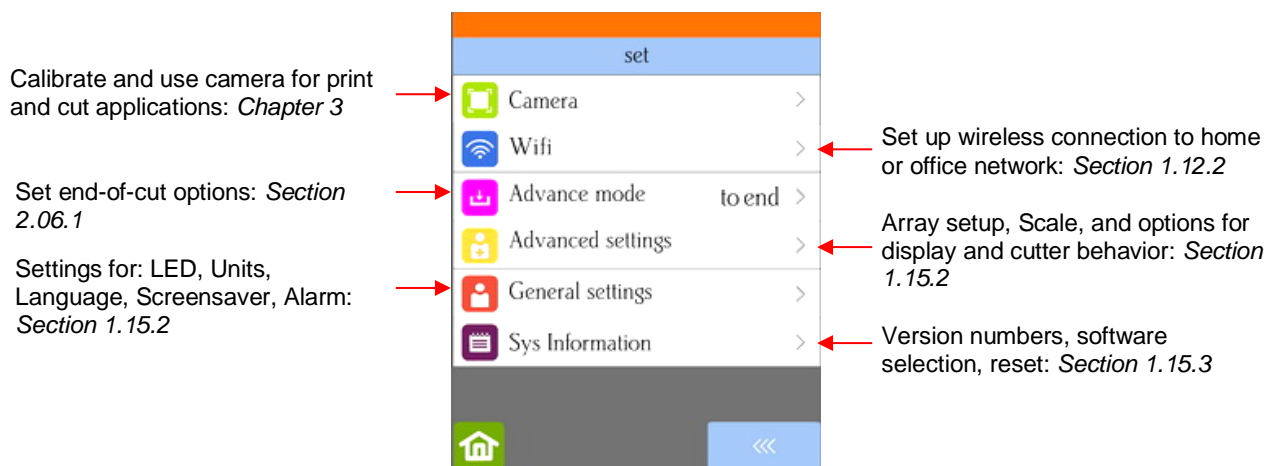 set
Calibrate and use camera for print
and cut applications: Chapter 3
Camera
Wifi
Set up wireless connection to home
or office network: Section 1.12.2
Set end-of-cut options: Section
2.06.1
Advance mode to end
Advanced settings
Array setup, Scale, and options for
display and cutter behavior: Section
1.15.2
Settings for: LED, Units,
Language, Screensaver, Alarm:
Section 1.15.2
General settings
Sys Information
Version numbers, software
selection, reset: Section 1.15.3